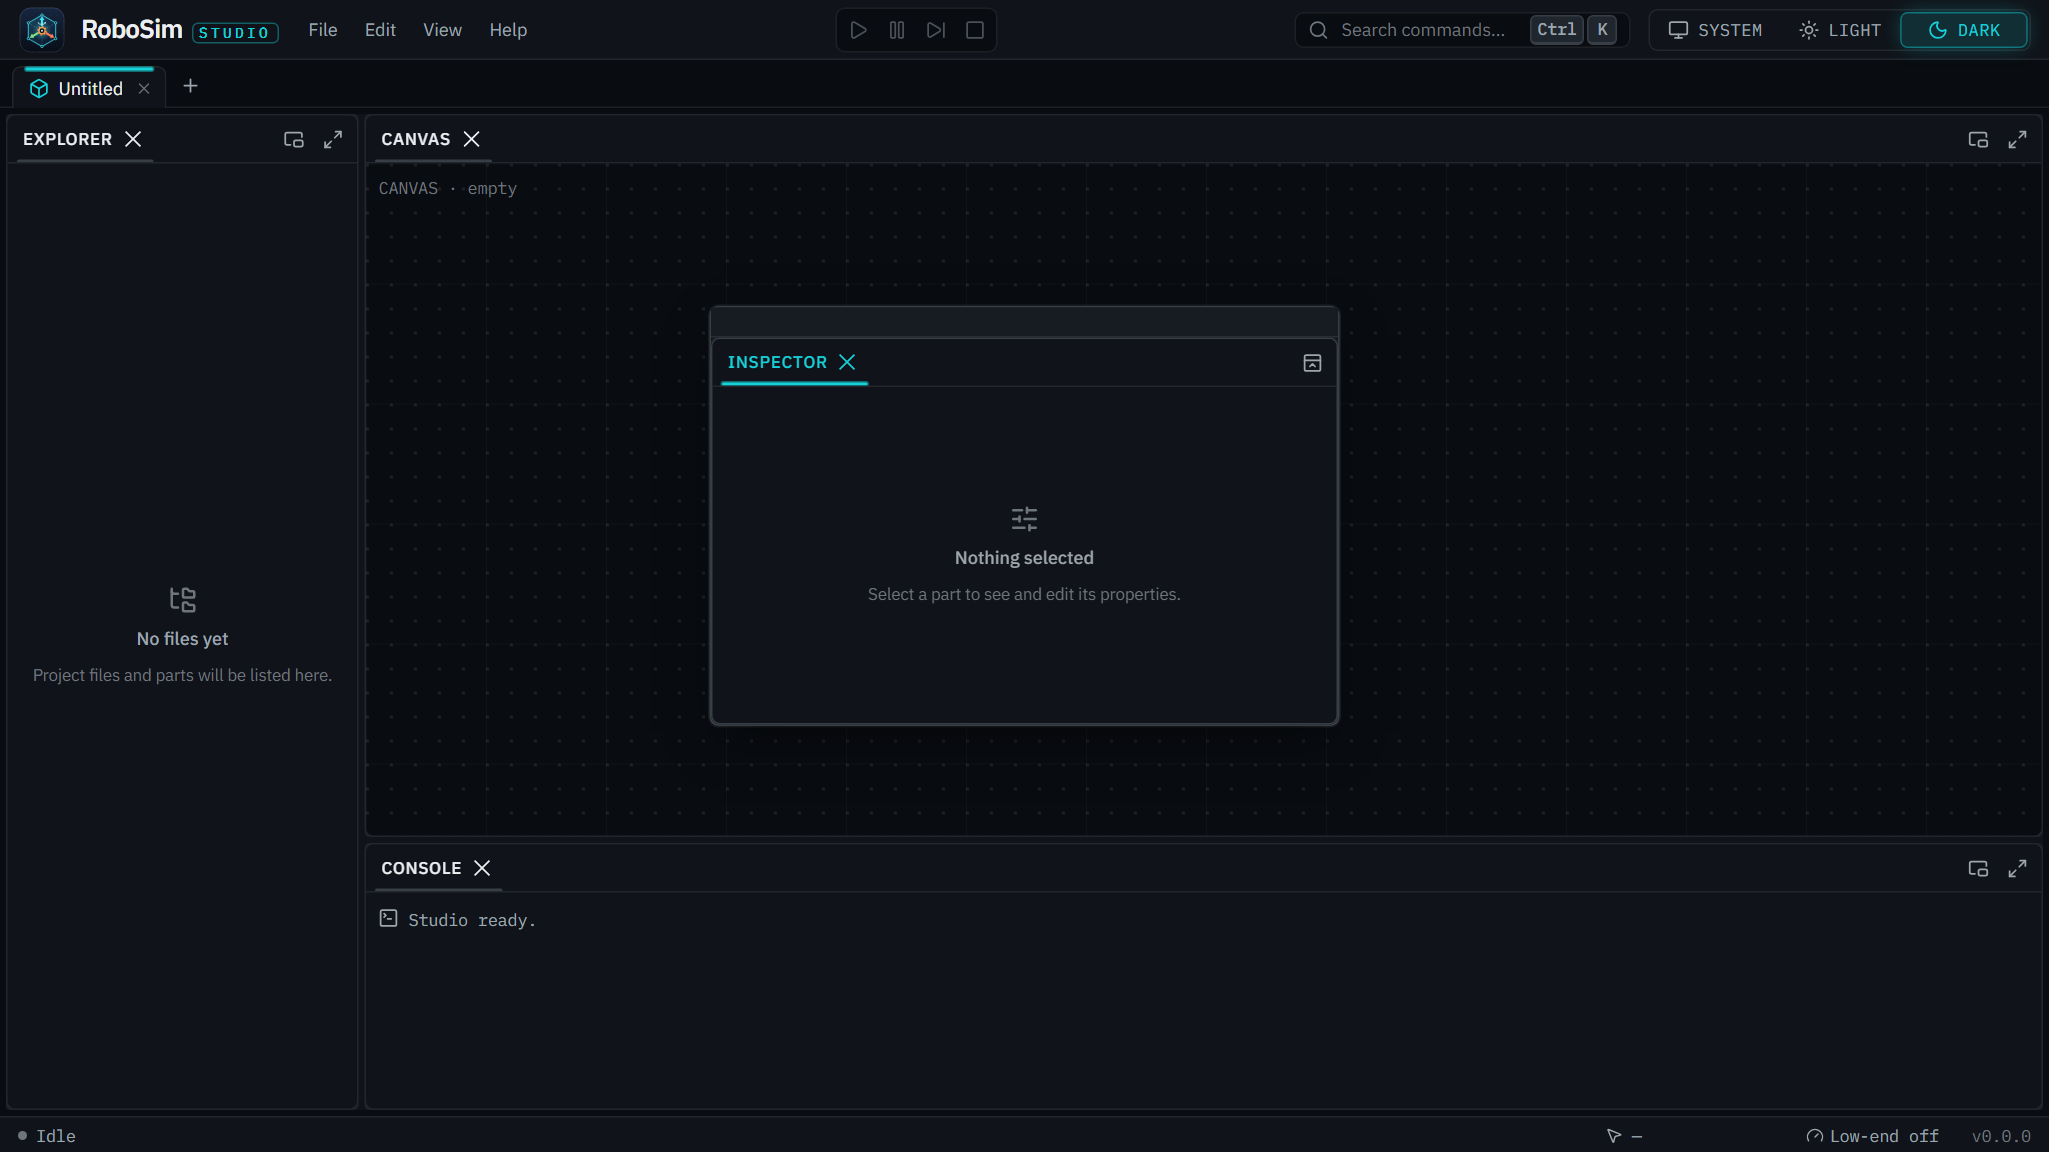 RoboSim STUDIO File Edit View Help Search commands... Ctrl K SYSTEM LIGHT DARK
Untitled
EXPLORER
CANVAS
CANVAS · empty
INSPECTOR
Nothing selected
Select a part to see and edit its properties.
No files yet
Project files and parts will be listed here.
CONSOLE
Studio ready.
Idle – Low-end off v0.0.0